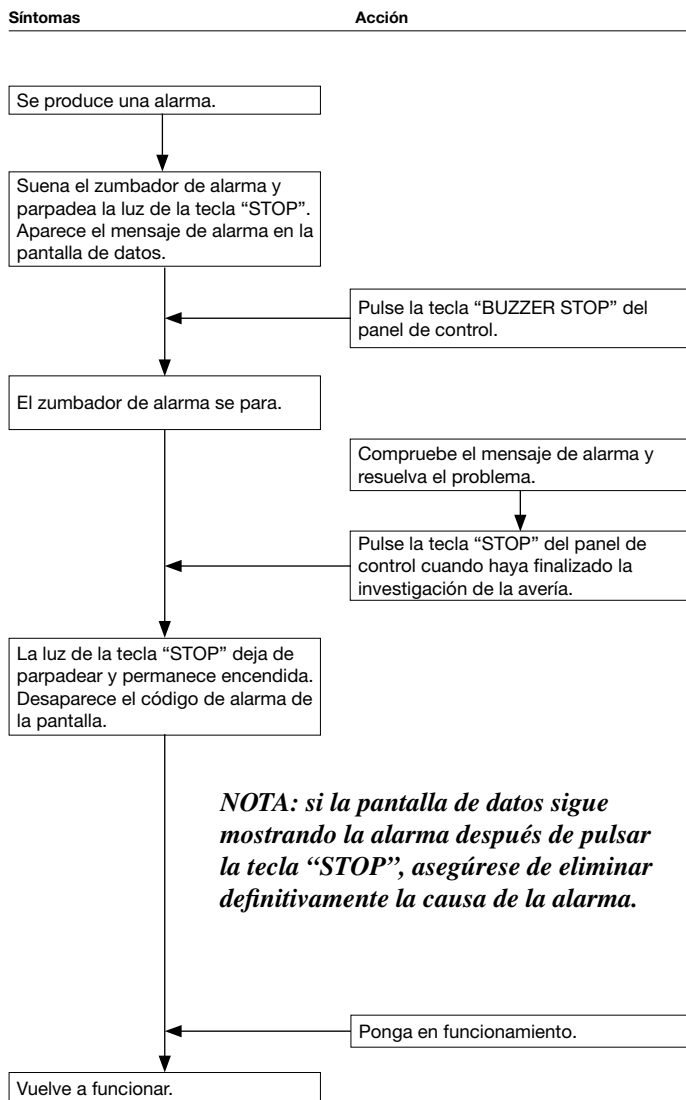 Síntomas
Acción
Se produce una alarma.
Suena el zumbador de alarma y
parpadea la luz de la tecla “STOP”.
Aparece el mensaje de alarma en la
pantalla de datos.
Pulse la tecla “BUZZER STOP” del
panel de control.
El zumbador de alarma se para.
Compruebe el mensaje de alarma y
resuelva el problema.
Pulse la tecla “STOP” del panel de
control cuando haya finalizado la
investigación de la avería.
La luz de la tecla “STOP” deja de
parpadear y permanece encendida.
Desaparece el código de alarma de
la pantalla.
NOTA: si la pantalla de datos sigue
mostrando la alarma después de pulsar
la tecla “STOP”, asegúrese de eliminar
definitivamente la causa de la alarma.
Ponga en funcionamiento.
Vuelve a funcionar.